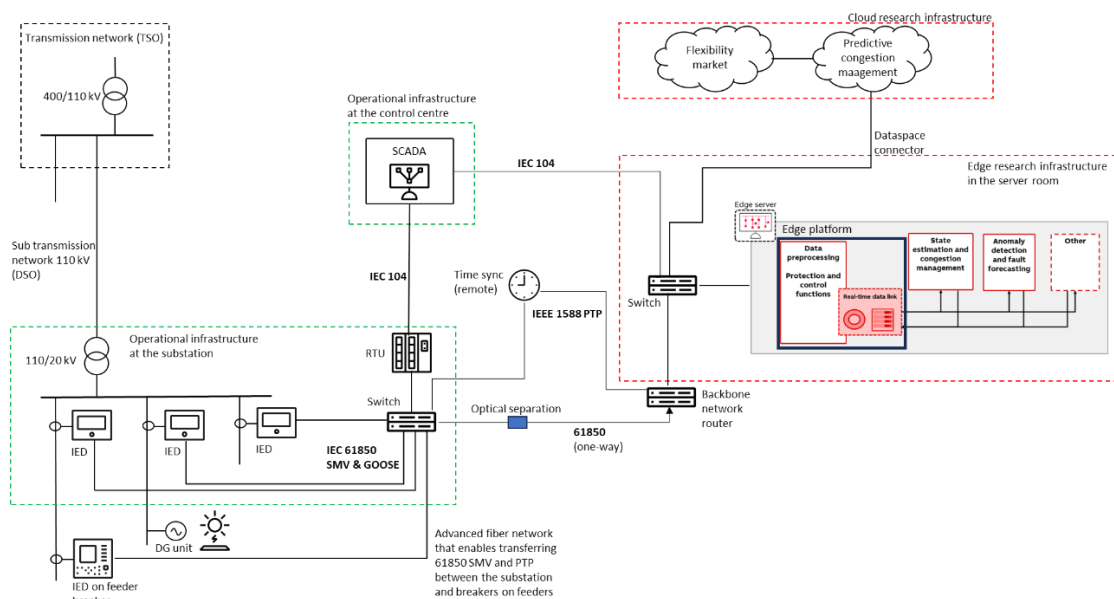 Transmission network (TSO)
400/110 kV
Sub transmission
network 110 kV
(DSO)
Operational infrastructure
at the control centre
SCADA
IEC 104
IEC 104
Time sync
(remote)
IEEE 1588 PTP
Cloud research infrastructure
Flexibility
market
Predictive
congestion
maagement
Dataspace
connector
Edge research infrastructure
in the server room
Edge server
Edge platform
Data
preprocessing
Protection and
control
functions
Real-time data link
State
estimation and
congestion
management
Anomaly
detection
and fault
forecasting
Other
Switch
Backbone
network
router
Operational infrastructure
at the substation
110/20 kV
RTU
Switch
Optical separation
61850
(one-way)
IED
IED
IED
IEC 61850
SMV & GOOSE
DG unit
IED on feeder
Advanced fiber network
that enables transferring
61850 SMV and PTP
between the substation
and breakers on feeders